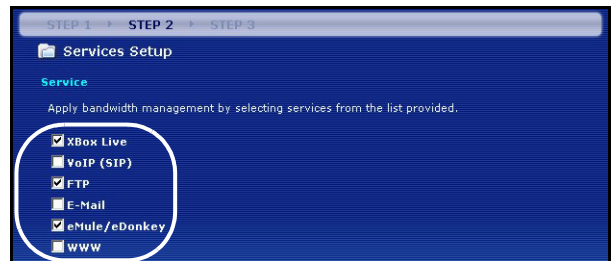 STEP 1 STEP 2 STEP 3
Services Setup
Service
Apply bandwidth management by selecting services from the list provided.
XBox Live
VoIP (SIP)
FTP
E-Mail
eMule/eDonkey
WWW